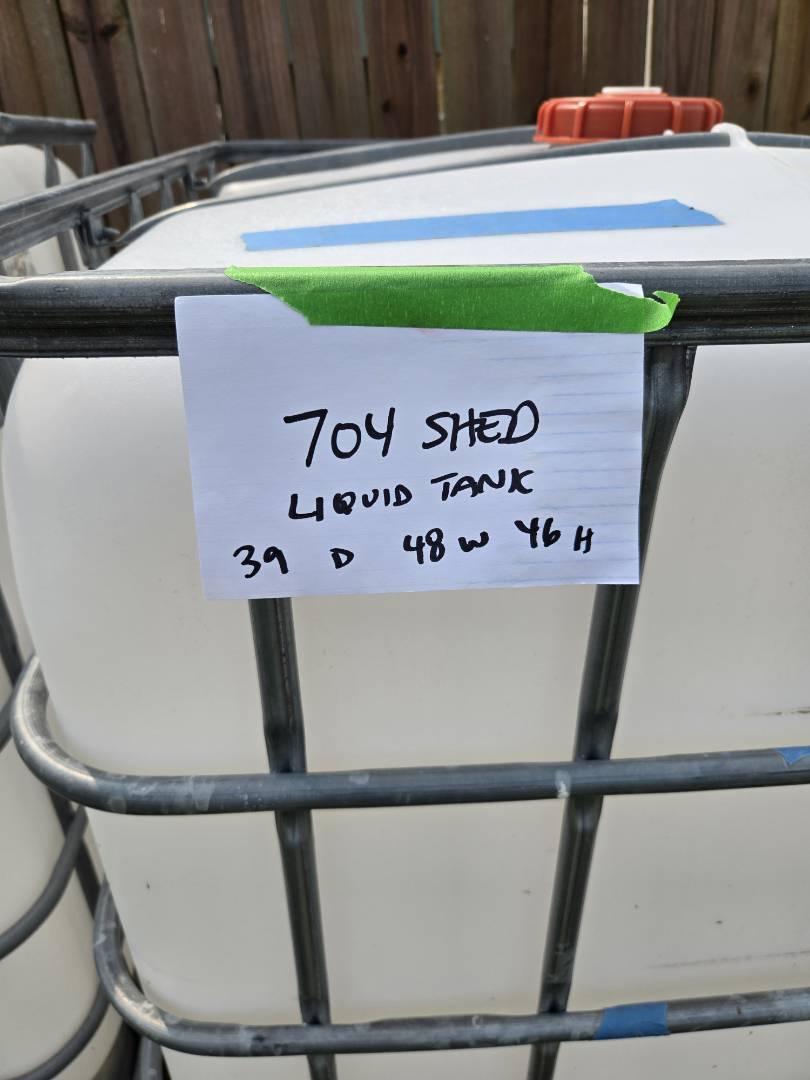 704 SHED
LIQUID TANK
39 D 48 W 46 H